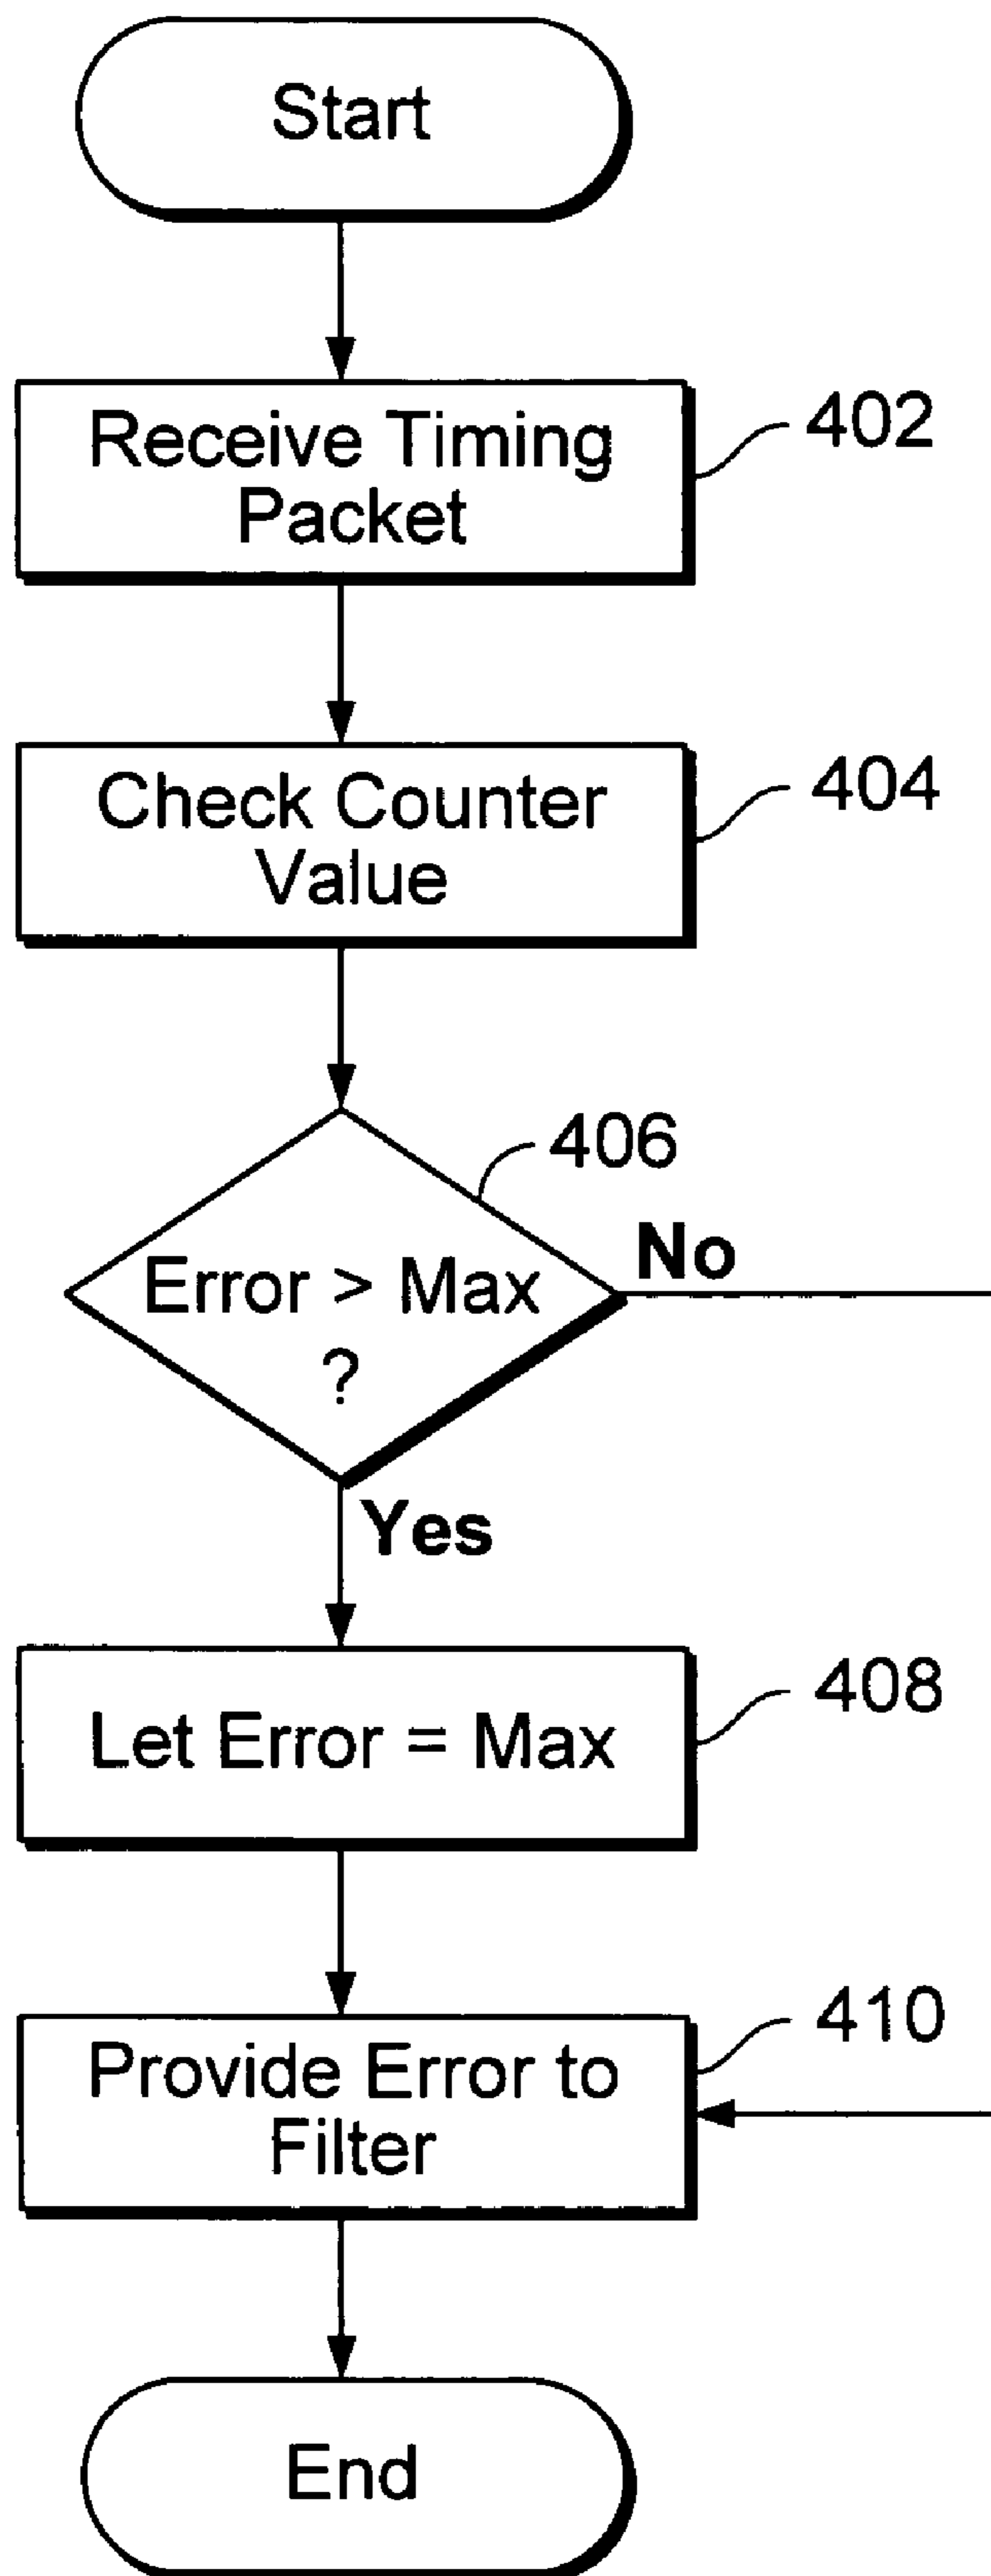 Start
Receive Timing
Packet
402
Check Counter
Value
404
406
Error > Max
?
No
Yes
Let Error = Max
408
Provide Error to
Filter
410
End